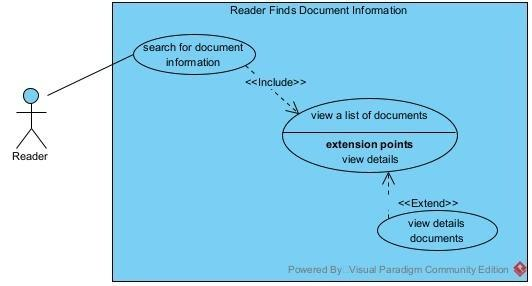 Reader Finds Document Information
search for document
information
<<Include>>
view a list of documents
extension points
view details
Reader
<<Extend>>
view details
documents
Powered By  Visual Paradigm Community Edition